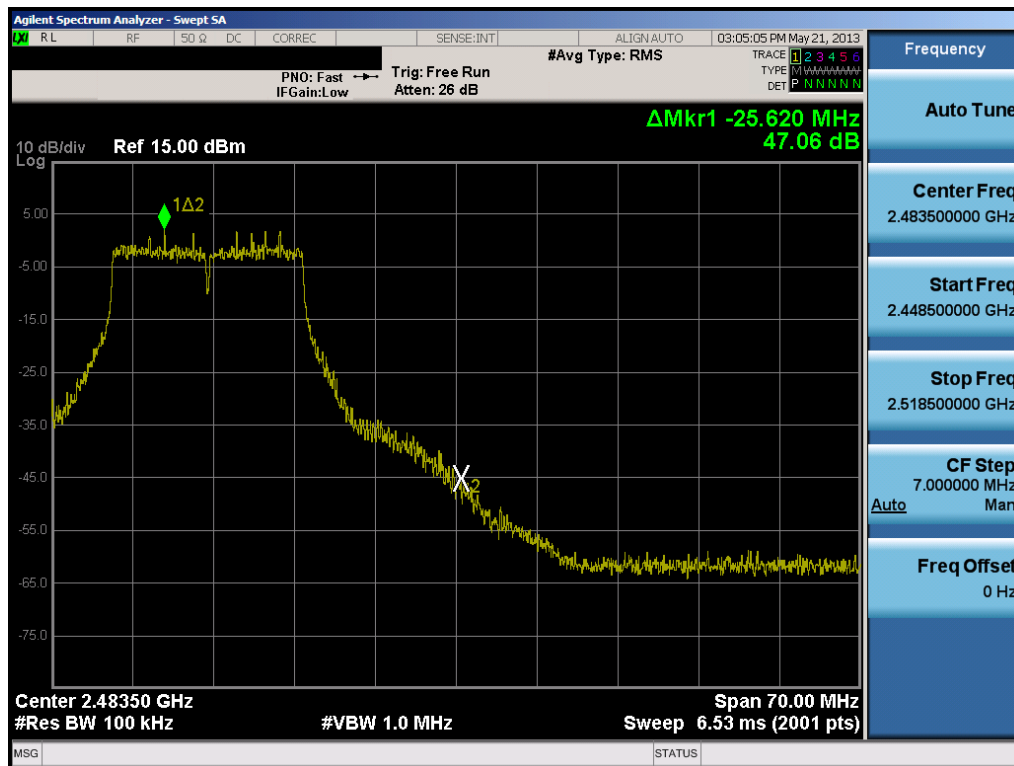 Agilent Spectrum Analyzer - Swept SA
LXI RL RF 50 Ω DC CORREC SENSE:INT ALIGNAUTO 03:05:05 PM May 21, 2013
#Avg Type: RMS
TRACE 1 2 3 4 5 6
PNO: Fast Trig: Free Run
TYPE M WWWWW
IFGain:Low Atten: 26 dB
DET P N N N N N
ΔMkr1 -25.620 MHz
47.06 dB
10 dB/div Ref 15.00 dBm
Log
5.00
-5.00
-15.0
-25.0
-35.0
-45.0
-55.0
-65.0
-75.0
1Δ2
X2
Center 2.48350 GHz Span 70.00 MHz
#Res BW 100 kHz #VBW 1.0 MHz Sweep 6.53 ms (2001 pts)
MSG STATUS
Frequency
Auto Tune
Center Freq
2.483500000 GHz
Start Freq
2.448500000 GHz
Stop Freq
2.518500000 GHz
CF Step
7.000000 MHz
Auto Man
Freq Offset
0 Hz